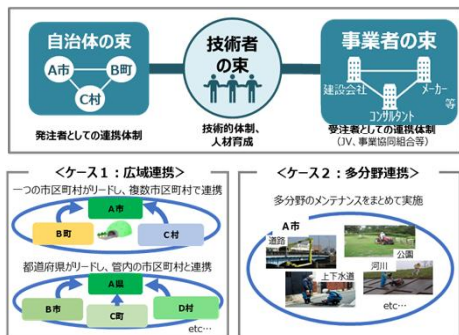 自治体の束
A市
B町
C村
発注者としての連携体制
技術者
の束
技術的体制、
人材育成
事業者の束
建設会社
メーカー
等
コンサルタント
受注者としての連携体制
(JV、事業協同組合等)
<ケース1:広域連携>
一つの市区町村がリードし、複数市区町村で連携
A市
B町
C村
都道府県がリードし、管内の市区町村と連携
A県
B市
C町
D村
etc…
<ケース2:多分野連携>
多分野のメンテナンスをまとめて実施
A市
道路
公園
河川
上下水道
etc…